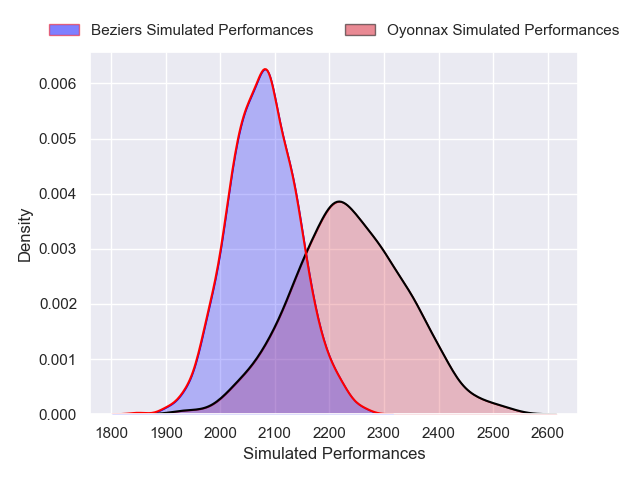 Beziers Simulated Performances
Oyonnax Simulated Performances
0.006
0.005
0.004
0.003
0.002
0.001
0.000
Density
1800 1900 2000 2100 2200 2300 2400 2500 2600
Simulated Performances